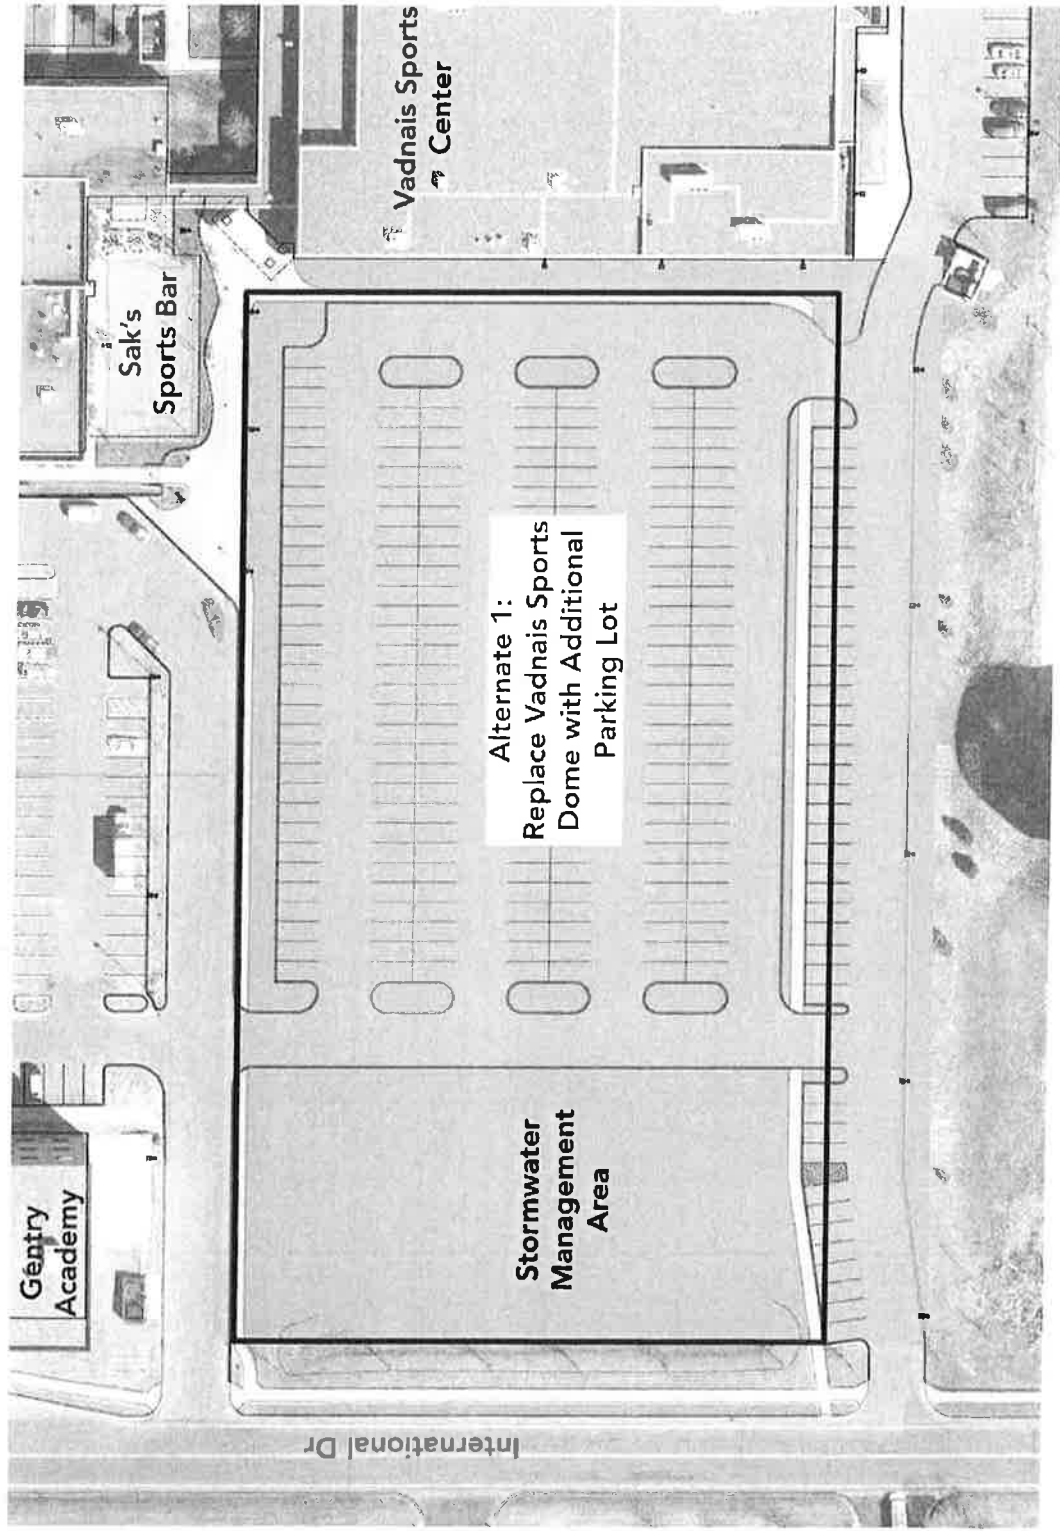 Vadnais Sports
Center
Sak's
Sports Bar
Alternate 1:
Replace Vadnais Sports
Dome with Additional
Parking Lot
Gentry
Academy
Stormwater
Management
Area
International Dr